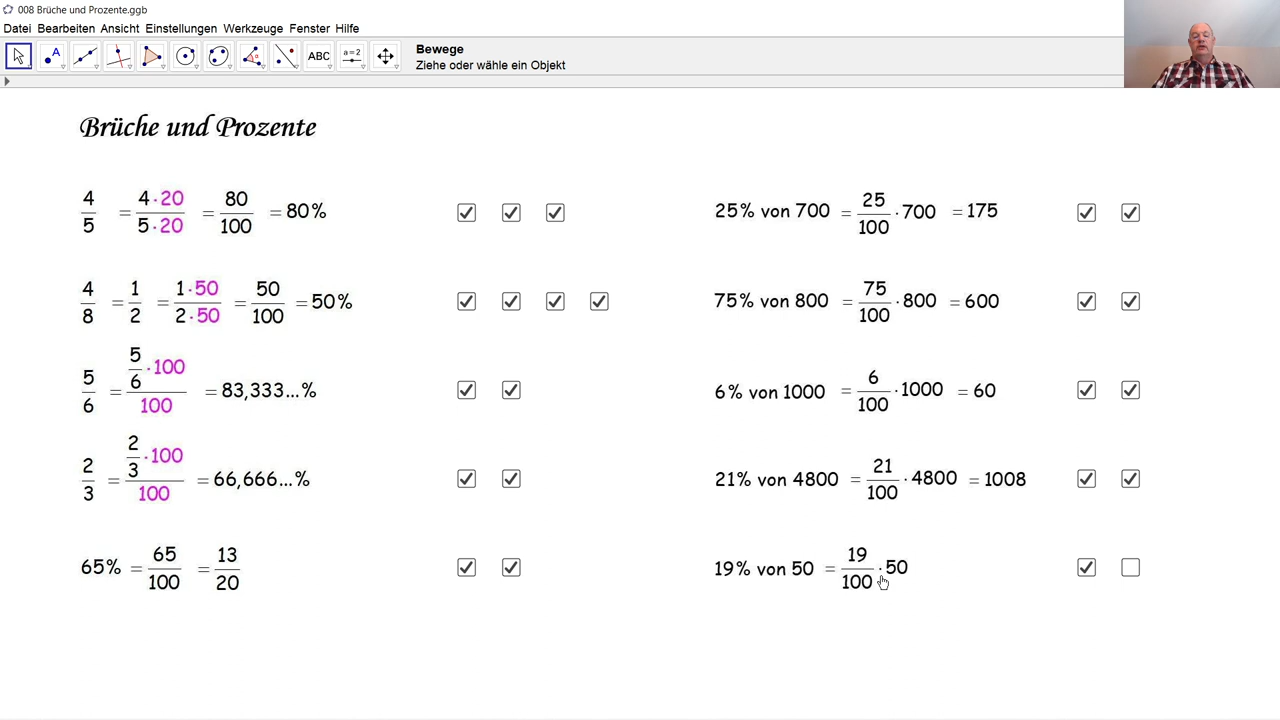 008 Brüche und Prozente.ggb
Datei Bearbeiten Ansicht Einstellungen Werkzeuge Fenster Hilfe
A ABC a=2
Bewege
Ziehe oder wähle ein Objekt
Brüche und Prozente
4/5 = 4·20/5·20 = 80/100 = 80%
4/8 = 1/2 = 1·50/2·50 = 50/100 = 50%
5/6 = 5/6·100/100 = 83,333...%
2/3 = 2/3·100/100 = 66,666...%
65% = 65/100 = 13/20
25% von 700 = 25/100 · 700 = 175
75% von 800 = 75/100 · 800 = 600
6% von 1000 = 6/100 · 1000 = 60
21% von 4800 = 21/100 · 4800 = 1008
19% von 50 = 19/100 · 50